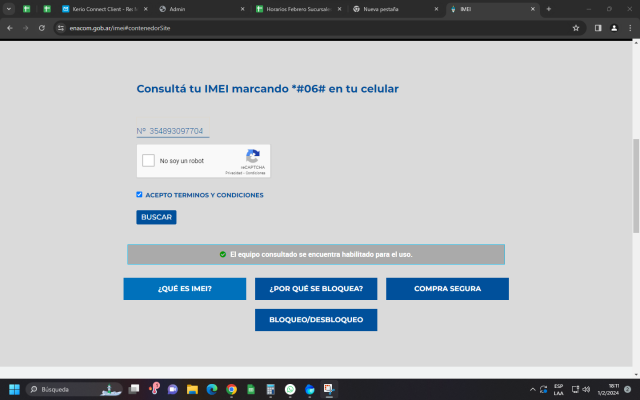 Kerio Connect Client - Re: N
Admin
Horarios Febrero Sucursales
Nueva pestaña
IMEI
enacom.gob.ar/imei#contenedorSite
Consultá tu IMEI marcando *#06# en tu celular
Nº 354893097704
No soy un robot
reCAPTCHA
Privacidad - Condiciones
ACEPTO TERMINOS Y CONDICIONES
BUSCAR
El equipo consultado se encuentra habilitado para el uso.
¿QUÉ ES IMEI?
¿POR QUÉ SE BLOQUEA?
COMPRA SEGURA
BLOQUEO/DESBLOQUEO
Búsqueda
ESP
LAA
18:11
1/2/2024